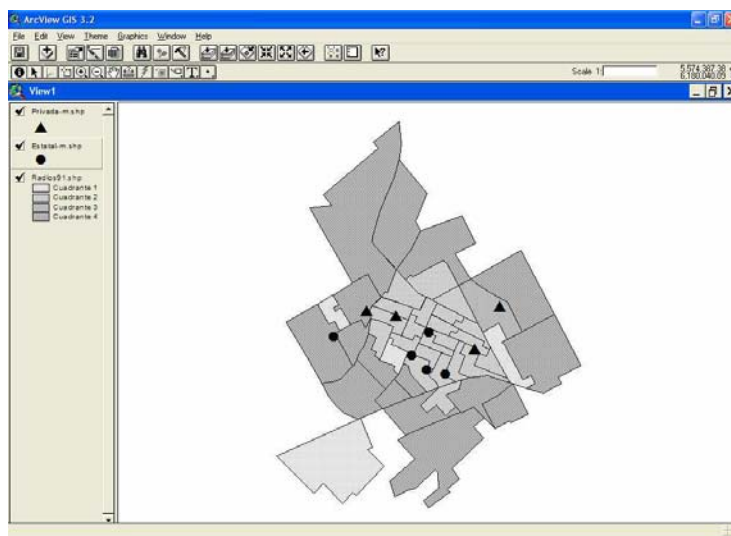 ArcView GIS 3.2
File Edit View Theme Graphics Window Help
Scale 1:
5,574,387.38
6,180,040.09
View1
Privada-m.shp
Estatal-m.shp
Radios91.shp
Cuadrante 1
Cuadrante 2
Cuadrante 3
Cuadrante 4